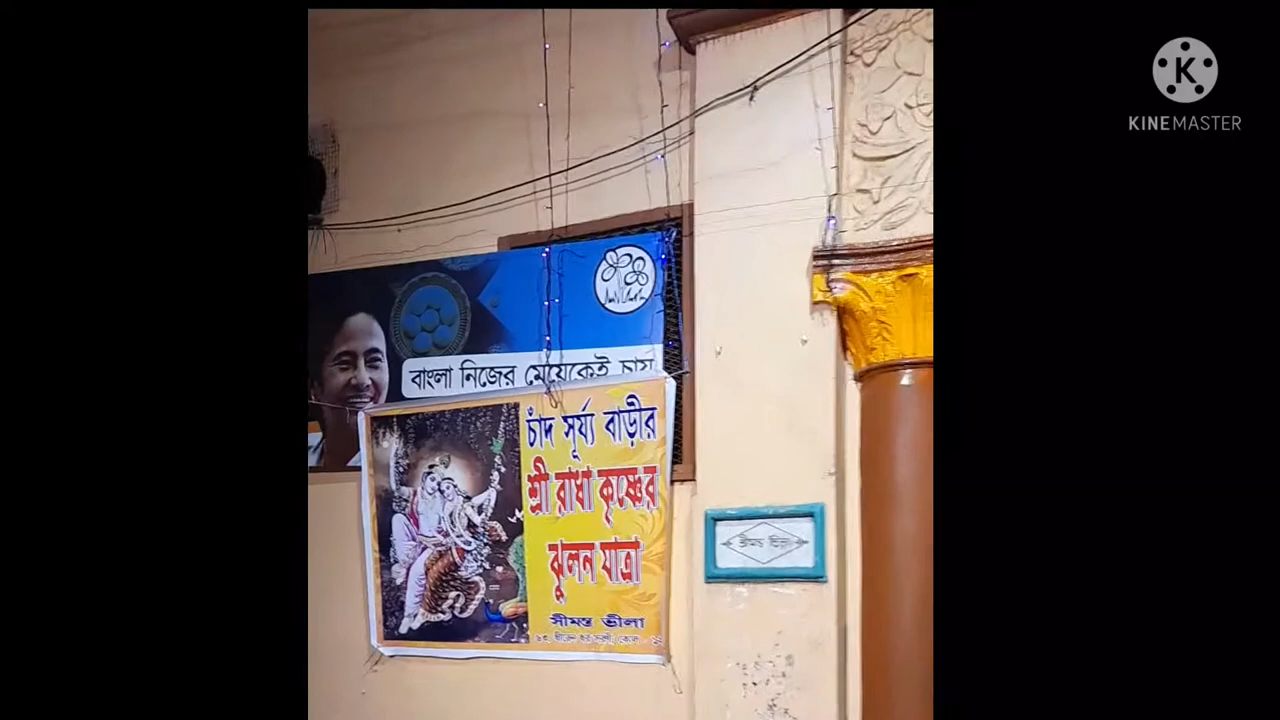 KINEMASTER
বাংলা নিজের মেয়েকেই চায়
চাঁদ সূর্য্য বাড়ীর
শ্রী রাধা কৃষ্ণের
ঝুলন যাত্রা
সীমন্ত ভীলা